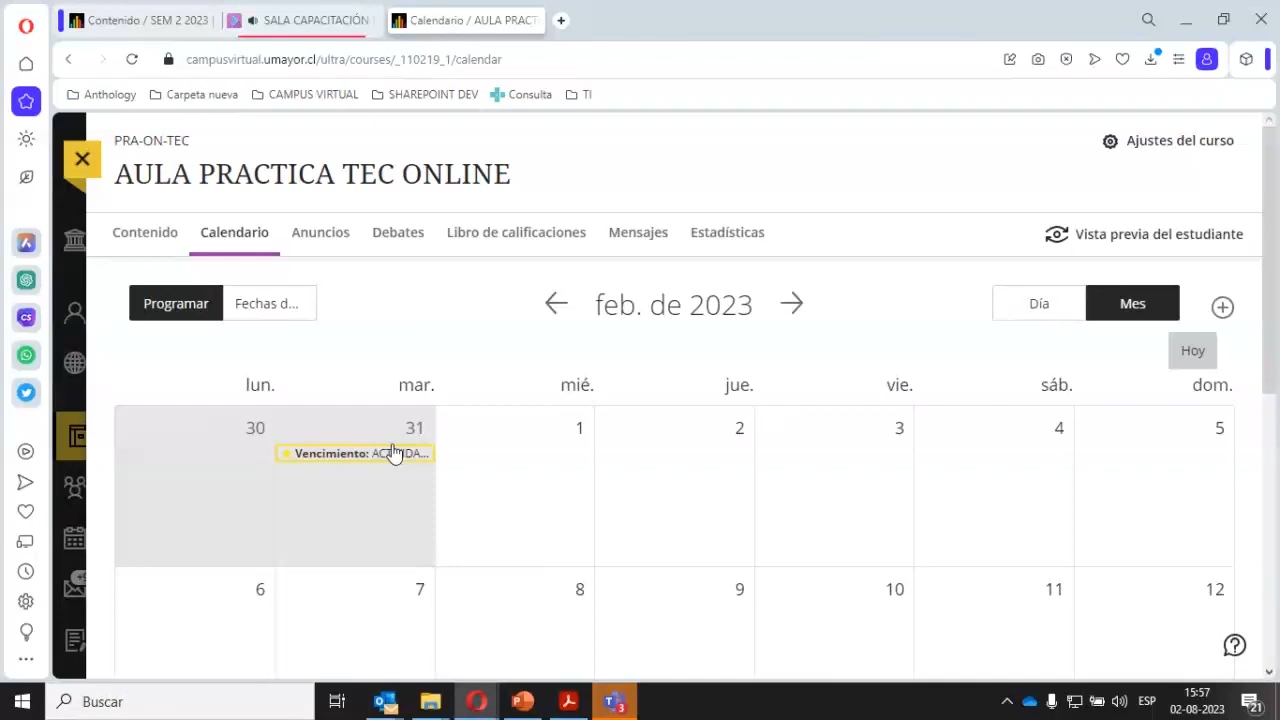 Contenido / SEM 2 2023 |
SALA CAPACITACIÓN
Calendario / AULA PRACT
campusvirtual.umayor.cl/ultra/courses/_110219_1/calendar
Anthology
Carpeta nueva
CAMPUS VIRTUAL
SHAREPOINT DEV
Consulta
TI
PRA-ON-TEC
Ajustes del curso
AULA PRACTICA TEC ONLINE
Contenido
Calendario
Anuncios
Debates
Libro de calificaciones
Mensajes
Estadísticas
Vista previa del estudiante
Programar
Fechas d...
feb. de 2023
Día
Mes
Hoy
lun.
mar.
mié.
jue.
vie.
sáb.
dom.
30
31
1
2
3
4
5
Vencimiento:
6
7
8
9
10
11
12
CS
Buscar
3
ESP
15:57
02-08-2023
21